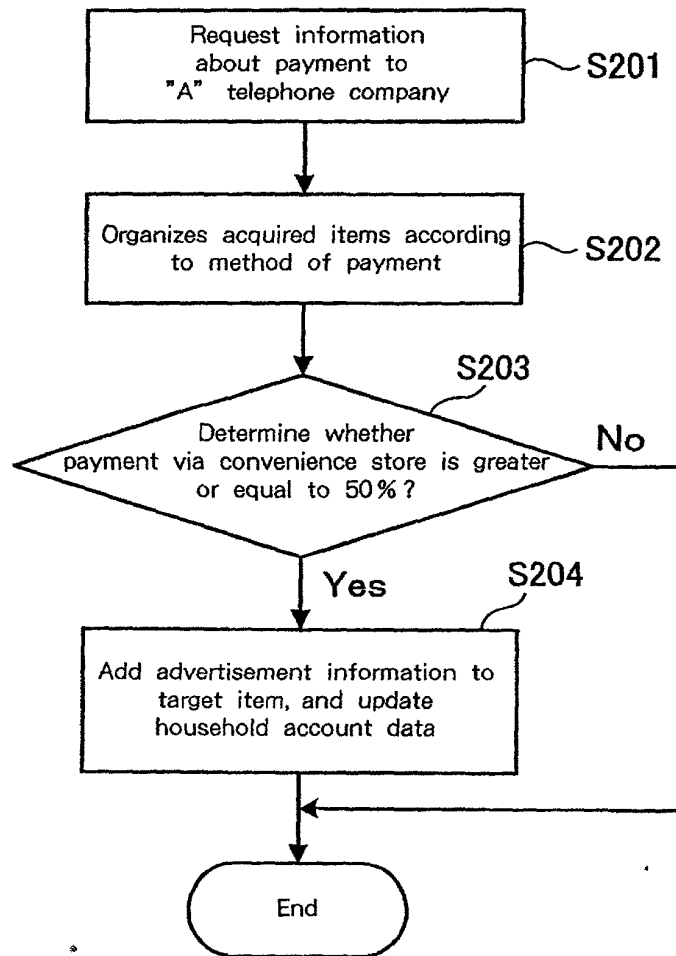 Request information
about payment to
"A" telephone
company
S201
Organizes acquired items according
to method of payment
S202
S203
Determine whether
payment via convenience store is greater
or equal to 50%?
No
Yes
S204
Add advertisement information to
target item, and update
household account data
End